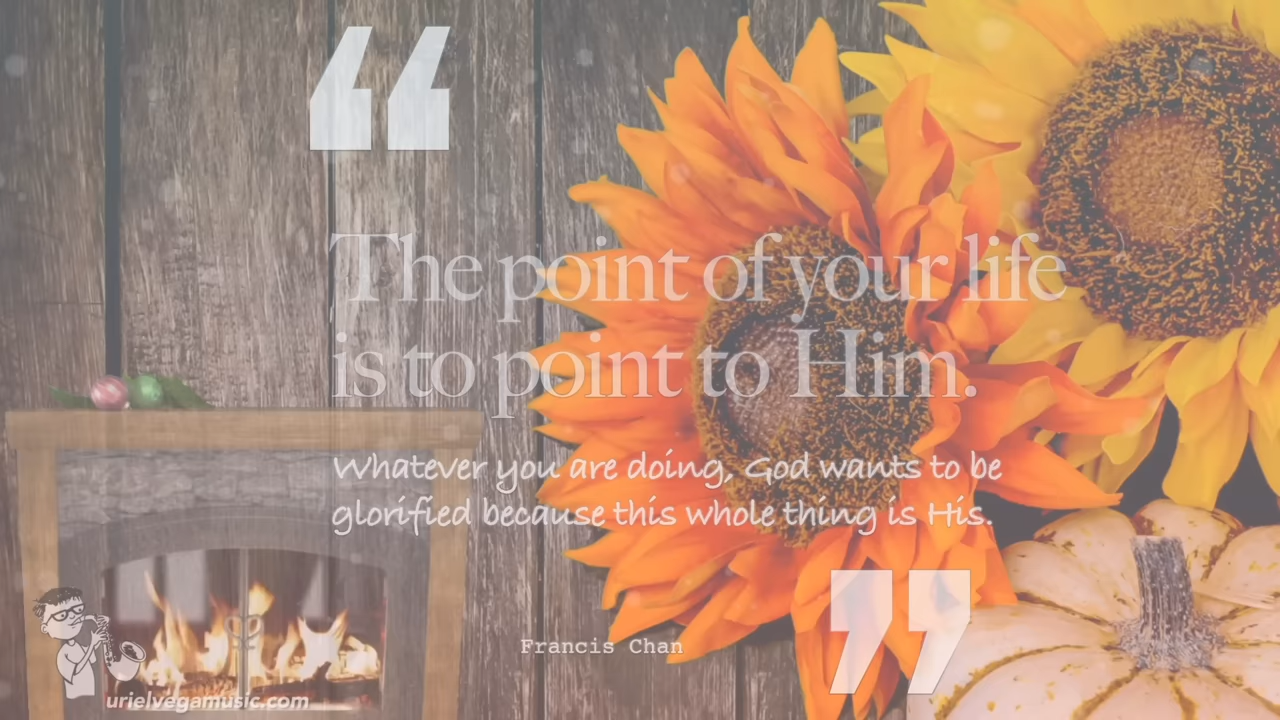 “
The point of your life
is to point to Him.
Whatever you are doing, God wants to be
glorified because this whole thing is His.
”
Francis Chan
urielvegamusic.com